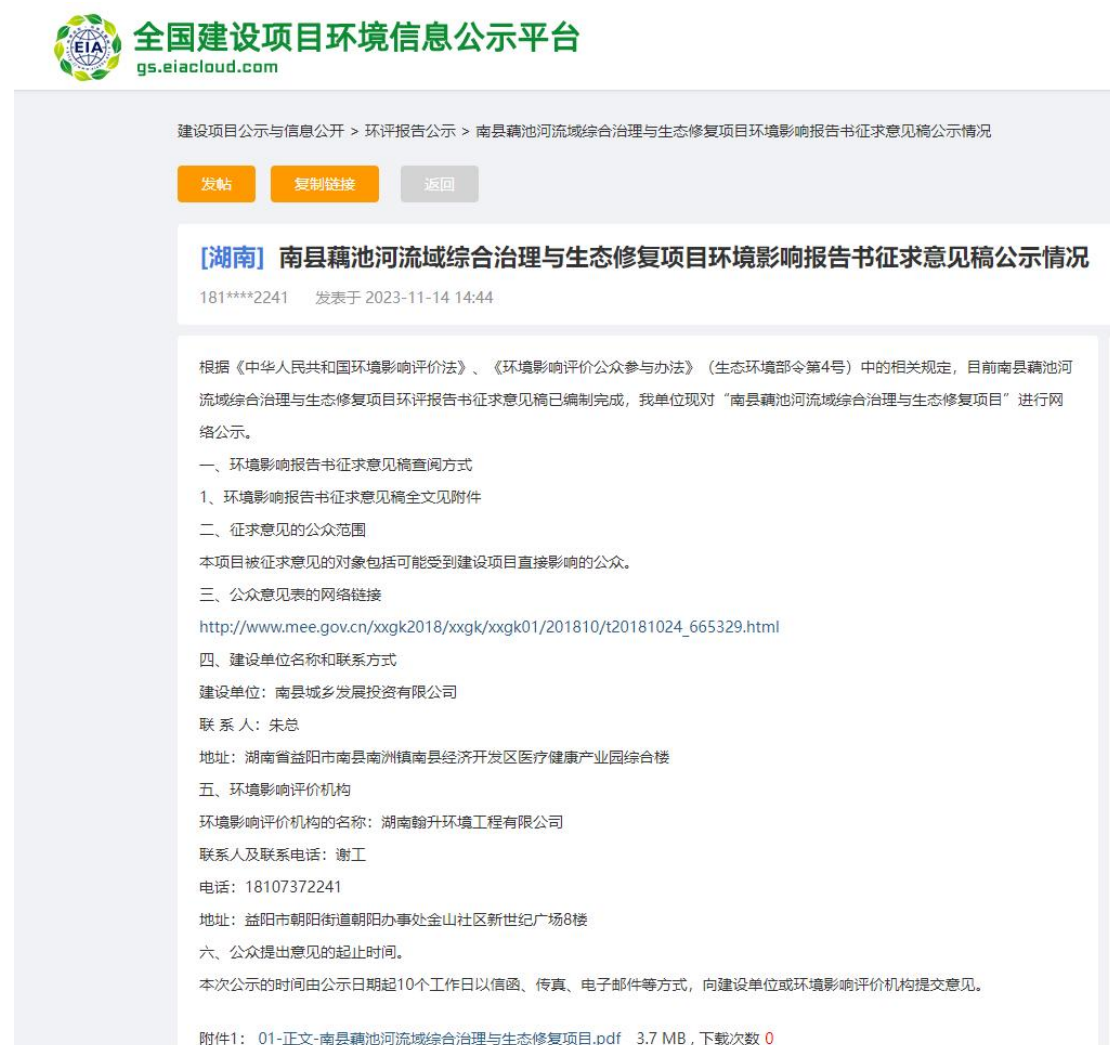 EIA
全国建设项目环境信息公示平台
gs.eiacloud.com
建设项目公示与信息公开 > 环评报告公示 > 南县藕池河流域综合治理与生态修复项目环境影响报告书征求意见稿公示情况
发帖 复制链接 返回
[湖南] 南县藕池河流域综合治理与生态修复项目环境影响报告书征求意见稿公示情况
181****2241 发表于 2023-11-14 14:44
根据《中华人民共和国环境影响评价法》、《环境影响评价公众参与办法》（生态环境部令第4号）中的相关规定，目前南县藕池河
流域综合治理与生态修复项目环评报告书征求意见稿已编制完成，我单位现对“南县藕池河流域综合治理与生态修复项目”进行网
络公示。
一、环境影响报告书征求意见稿查阅方式
1、环境影响报告书征求意见稿全文见附件
二、征求意见的公众范围
本项目被征求意见的对象包括可能受到建设项目直接影响的公众。
三、公众意见表的网络链接
http://www.mee.gov.cn/xxgk2018/xxgk/xxgk01/201810/t20181024_665329.html
四、建设单位名称和联系方式
建设单位：南县城乡发展投资有限公司
联 系 人：朱总
地址：湖南省益阳市南县南洲镇南县经济开发区医疗健康产业园综合楼
五、环境影响评价机构
环境影响评价机构的名称：湖南翰升环境工程有限公司
联系人及联系电话：谢工
电话：18107372241
地址：益阳市朝阳街道朝阳办事处金山社区新世纪广场8楼
六、公众提出意见的起止时间。
本次公示的时间由公示日期起10个工作日以信函、传真、电子邮件等方式，向建设单位或环境影响评价机构提交意见。
附件1： 01-正文-南县藕池河流域综合治理与生态修复项目.pdf 3.7 MB , 下载次数 0